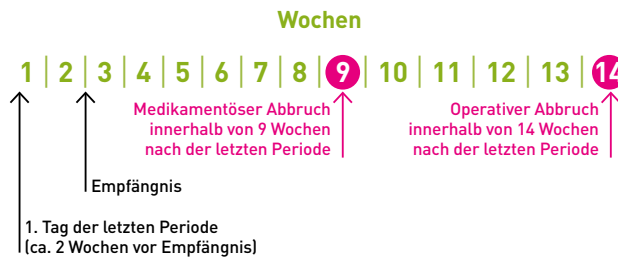 Wochen
1 | 2 | 3 | 4 | 5 | 6 | 7 | 8 | 9 | 10 | 11 | 12 | 13 | 14
Medikamentöser Abbruch
innerhalb von 9 Wochen
nach der letzten Periode
Operativer Abbruch
innerhalb von 14 Wochen
nach der letzten Periode
Empfängnis
1. Tag der letzten Periode
(ca. 2 Wochen vor Empfängnis)